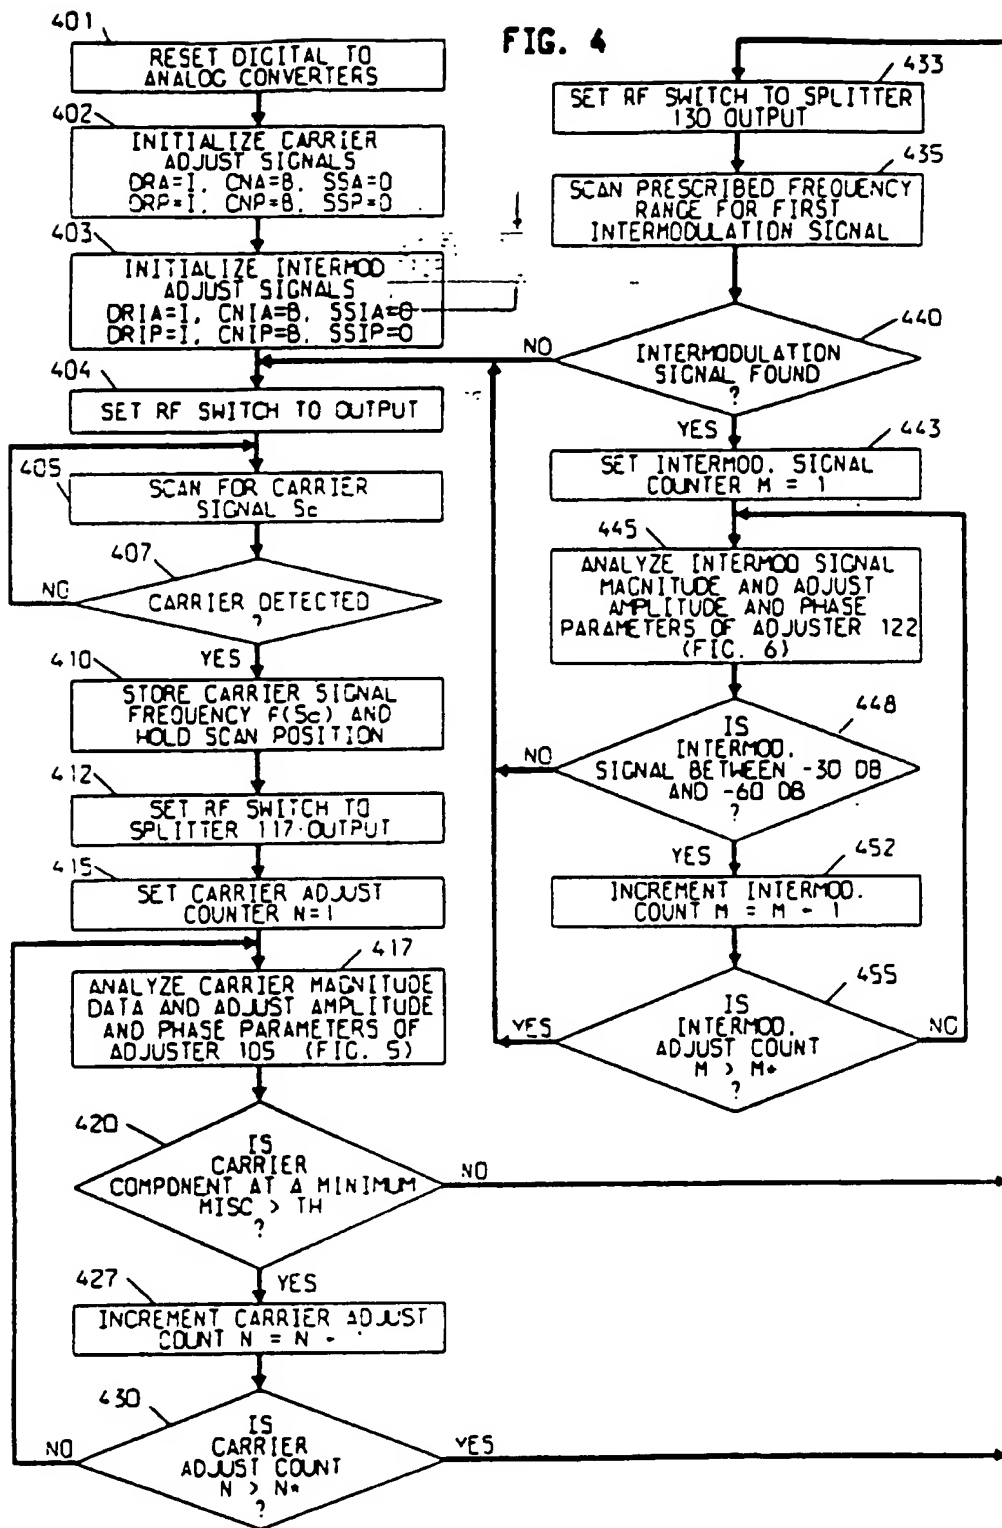 FIG. 4
401
RESET DIGITAL TO
ANALOG CONVERTERS
402
INITIALIZE CARRIER
ADJUST SIGNALS
DRA=I, CNA=B, SSA=0
DRP=I, CNP=B, SSP=0
403
INITIALIZE INTERMOD
ADJUST SIGNALS
DRIA=I, CNIA=B, SSIA=0
DRIP=I, CNIP=B, SSIP=0
404
SET RF SWITCH TO OUTPUT
405
SCAN FOR CARRIER
SIGNAL Sc
407
CARRIER DETECTED
?
NO
YES
410
STORE CARRIER SIGNAL
FREQUENCY F(Sc) AND
HOLD SCAN POSITION
412
SET RF SWITCH TO
SPLITTER 117 OUTPUT
415
SET CARRIER ADJUST
COUNTER N=1
417
ANALYZE CARRIER MAGNITUDE
DATA AND ADJUST AMPLITUDE
AND PHASE PARAMETERS OF
ADJUSTER 105 (FIG. 5)
420
IS
CARRIER
COMPONENT AT A MINIMUM
MISC > TH
?
NO
YES
427
INCREMENT CARRIER ADJUST
COUNT N = N -
430
IS
CARRIER
ADJUST COUNT
N > N*
?
NO
YES
433
SET RF SWITCH TO SPLITTER
130 OUTPUT
435
SCAN PRESCRIBED FREQUENCY
RANGE FOR FIRST
INTERMODULATION SIGNAL
440
INTERMODULATION
SIGNAL FOUND
?
NO
YES
443
SET INTERMOD. SIGNAL
COUNTER M = 1
445
ANALYZE INTERMOD SIGNAL
MAGNITUDE AND ADJUST
AMPLITUDE AND PHASE
PARAMETERS OF ADJUSTER 122
(FIG. 6)
448
IS
INTERMOD.
SIGNAL BETWEEN -30 DB
AND -60 DB
?
NO
YES
452
INCREMENT INTERMOD.
COUNT M = M - 1
455
IS
INTERMOD.
ADJUST COUNT
M > M*
?
YES
NO